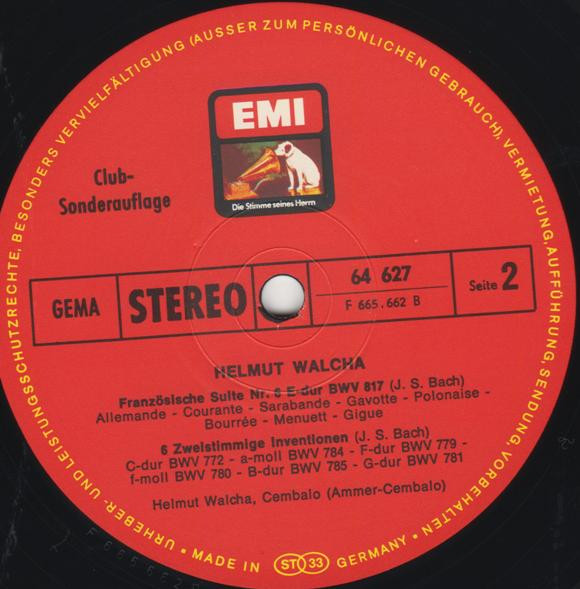 URHEBER- UND LEISTUNGSSCHUTZRECHTE, BESONDERS VERVIELFÄLTIGUNG (AUSSER ZUM PERSÖNLICHEN GEBRAUCH), VERMIETUNG, AUFFÜHRUNG, SENDUNG VORBEHALTEN • MADE IN ST 33 GERMANY •
EMI
Die Stimme seines Herrn
Club-
Sonderauflage
GEMA
STEREO
64 627
F 665.662 B
Seite 2
HELMUT WALCHA
Französische Suite Nr. 6 E-dur BWV 817 (J. S. Bach)
Allemande - Courante - Sarabande - Gavotte - Polonaise -
Bourrée - Menuett - Gigue
6 Zweistimmige Inventionen (J. S. Bach)
C-dur BWV 772 - a-moll BWV 784 - F-dur BWV 779 -
f-moll BWV 780 - B-dur BWV 785 - G-dur BWV 781
Helmut Walcha, Cembalo (Ammer-Cembalo)